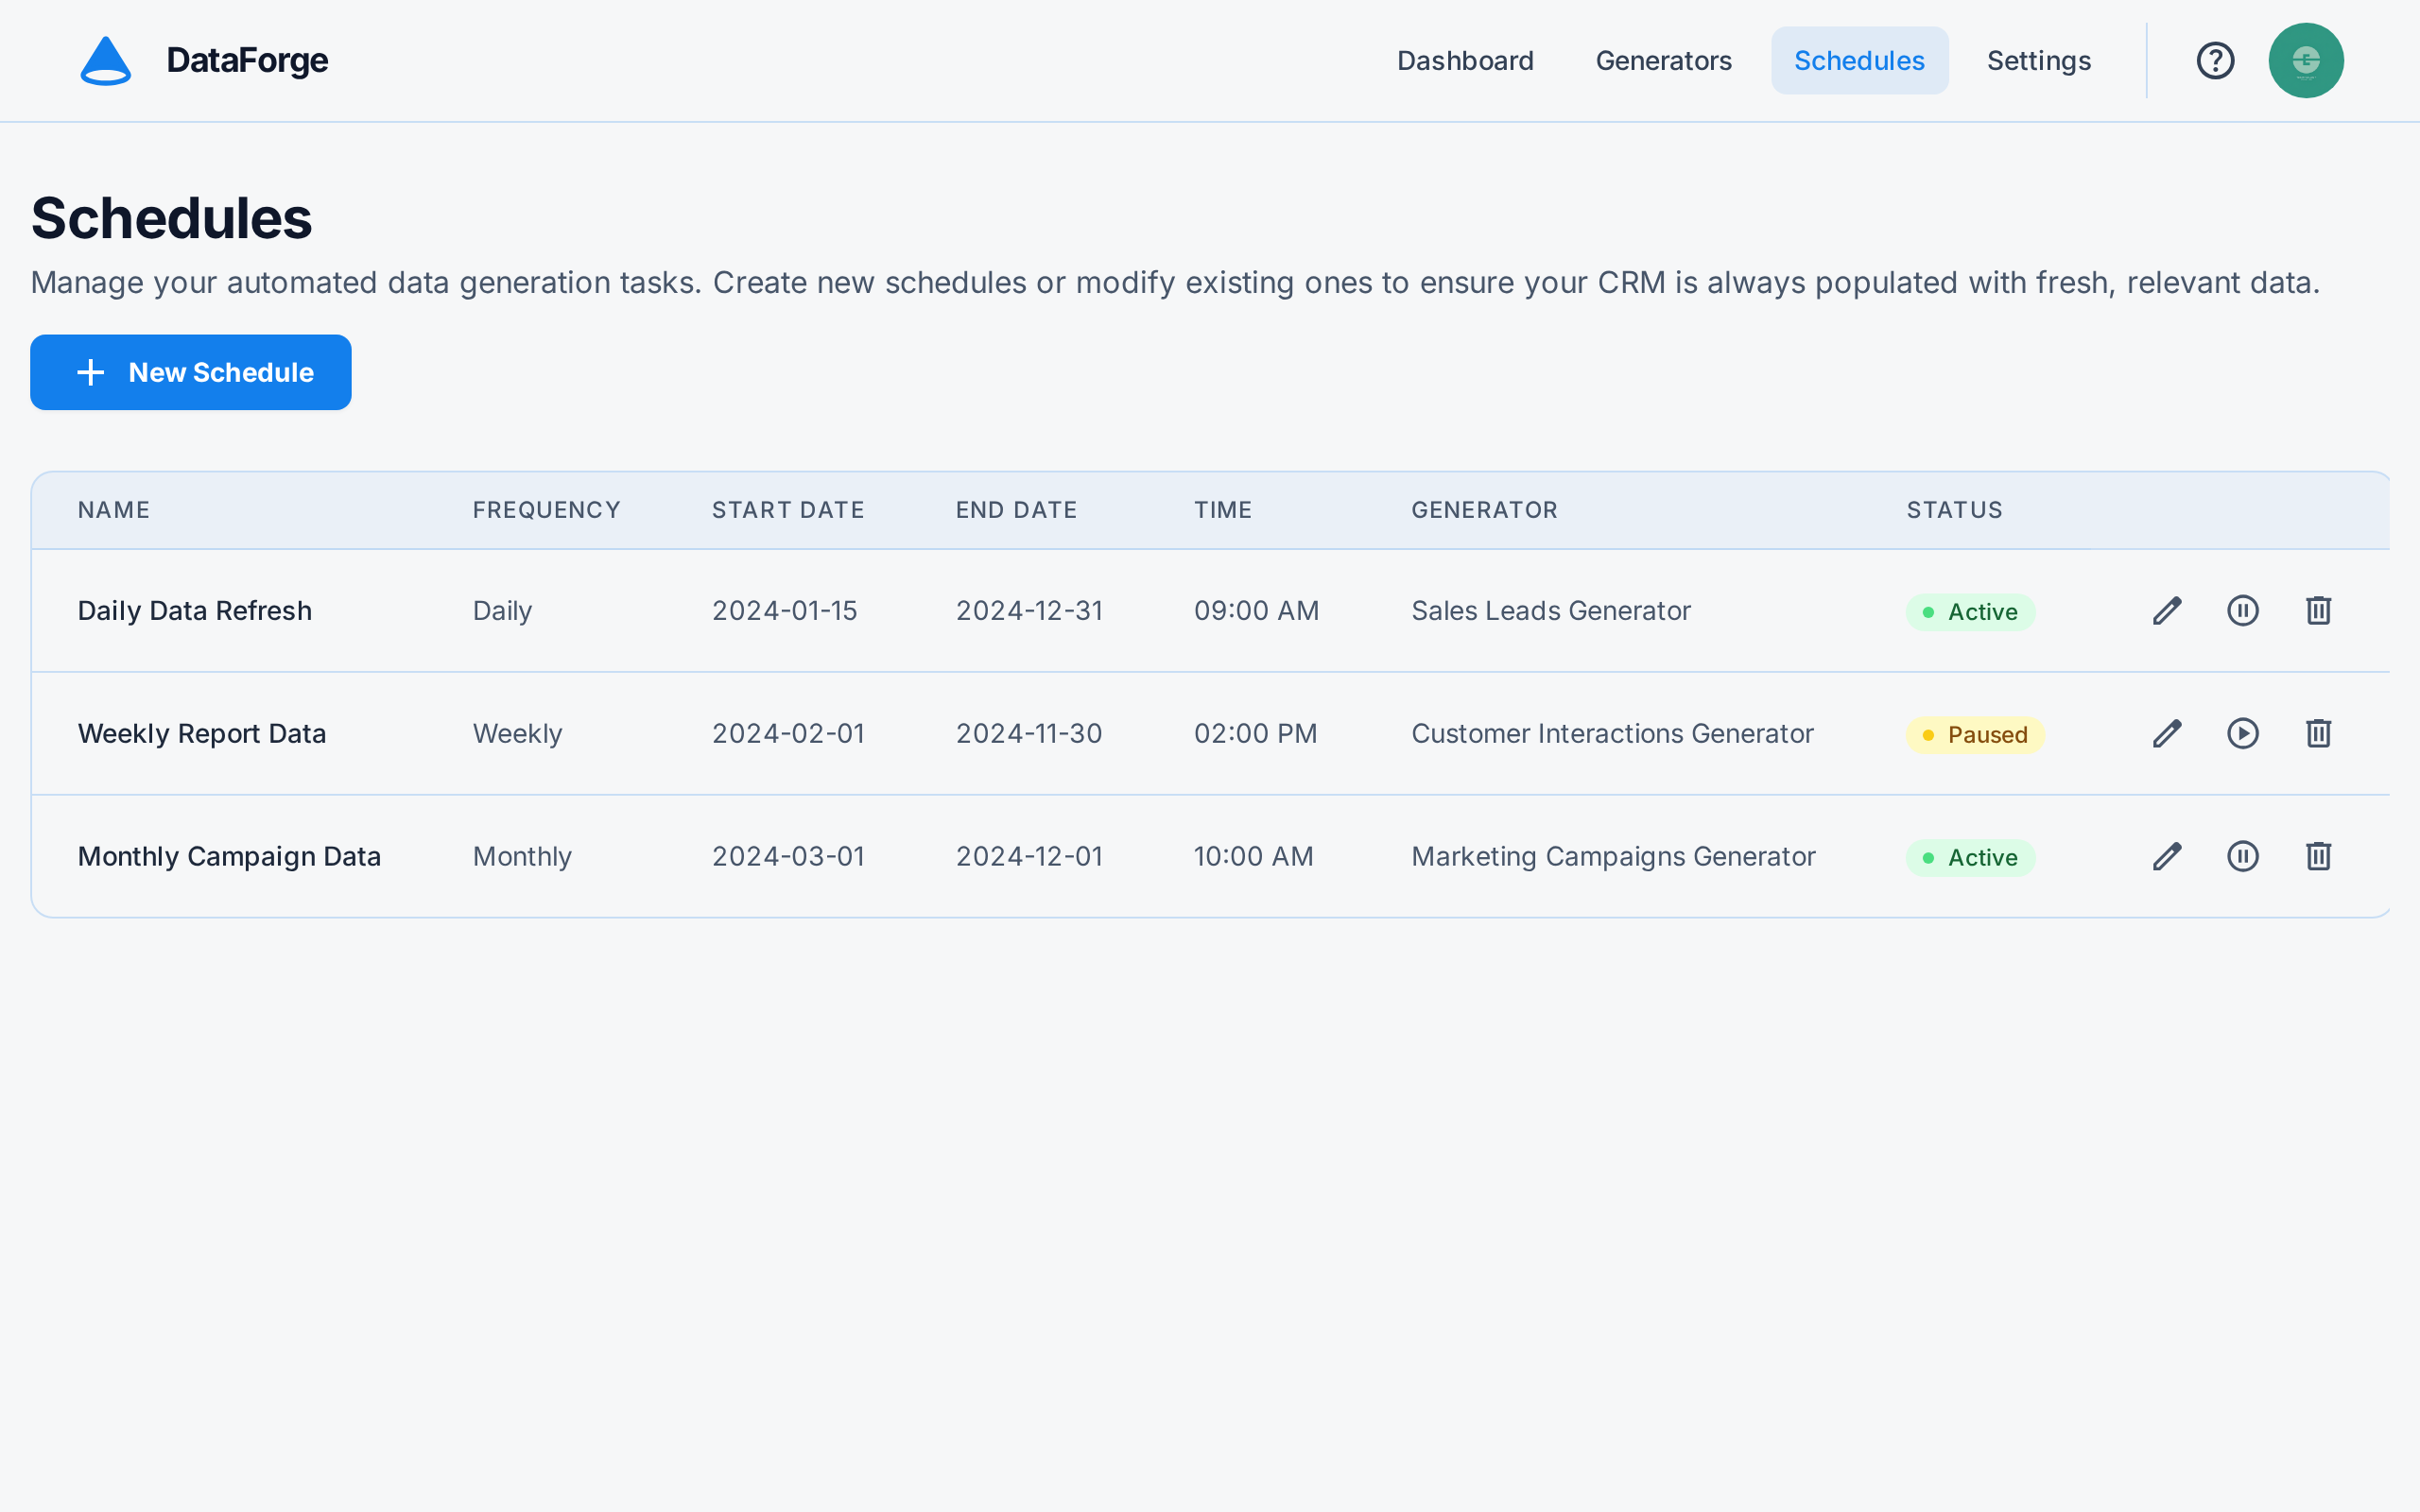 DataForge
Dashboard Generators Schedules Settings
Schedules
Manage your automated data generation tasks. Create new schedules or modify existing ones to ensure your CRM is always populated with fresh, relevant data.
New Schedule
NAME FREQUENCY START DATE END DATE TIME GENERATOR STATUS
Daily Data Refresh Daily 2024-01-15 2024-12-31 09:00 AM Sales Leads Generator Active
Weekly Report Data Weekly 2024-02-01 2024-11-30 02:00 PM Customer Interactions Generator Paused
Monthly Campaign Data Monthly 2024-03-01 2024-12-01 10:00 AM Marketing Campaigns Generator Active